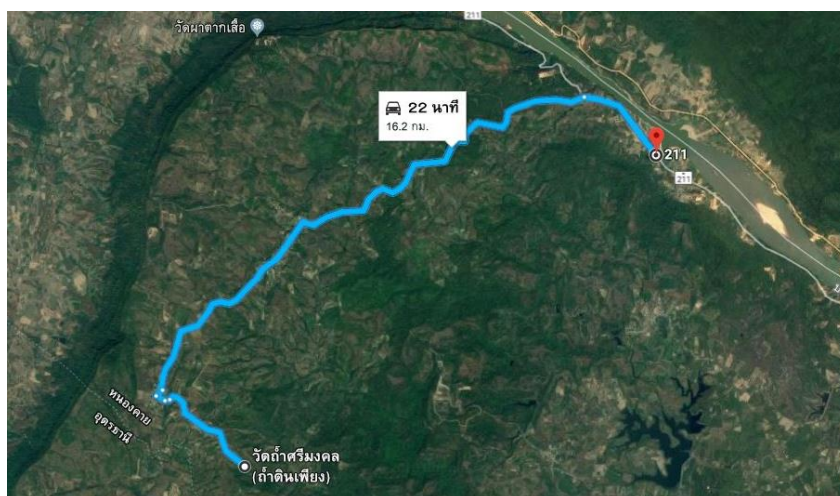 211
วัดผาตากเสื้อ
22 นาที
16.2 กม.
211
211
หนองคาย
อุดรธานี
วัดถ้ำศรีมงคล
(ถ้ำดินเพียง)